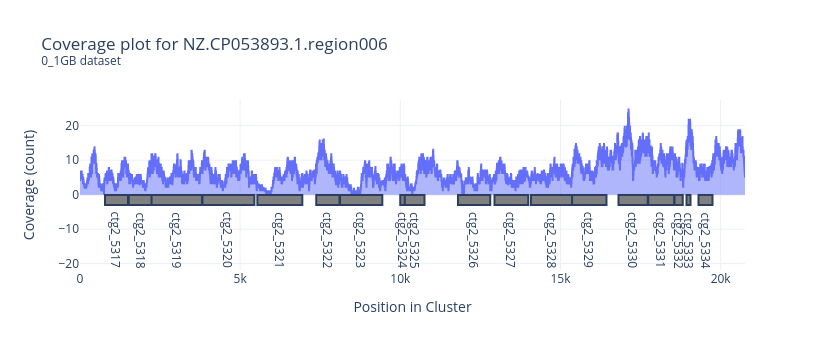 Coverage plot for NZ.CP053893.1.region006
0_1GB dataset
Coverage (count)
20
10
0
−10
−20
ctg2_5317
ctg2_5318
ctg2_5319
ctg2_5320
ctg2_5321
ctg2_5322
ctg2_5323
ctg2_5324
ctg2_5325
ctg2_5326
ctg2_5327
ctg2_5328
ctg2_5329
ctg2_5330
ctg2_5331
ctg2_5332
ctg2_5333
ctg2_5334
0
5k
10k
15k
20k
Position in Cluster